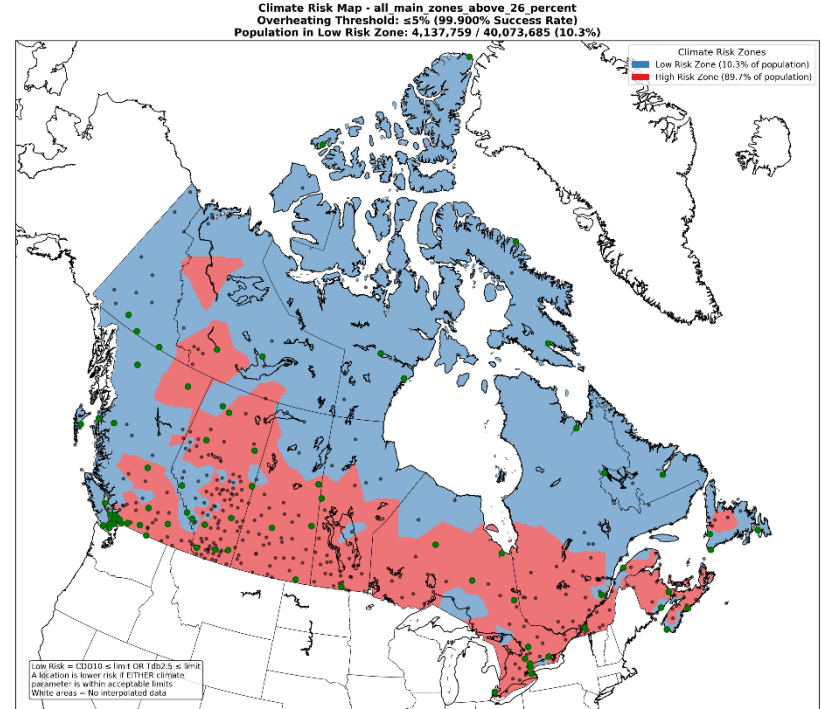 Climate Risk Map - all_main_zones_above_26_percent
Overheating Threshold: ≤5% (99.900% Success Rate)
Population in Low Risk Zone: 4,137,759 / 40,073,685 (10.3%)
Climate Risk Zones
Low Risk Zone (10.3% of population)
High Risk Zone (89.7% of population)
Low Risk = CDD10 ≤ limit OR Tdb2.5 ≤ limit
A location is lower risk if EITHER climate
parameter is within acceptable limits
White areas = No interpolated data